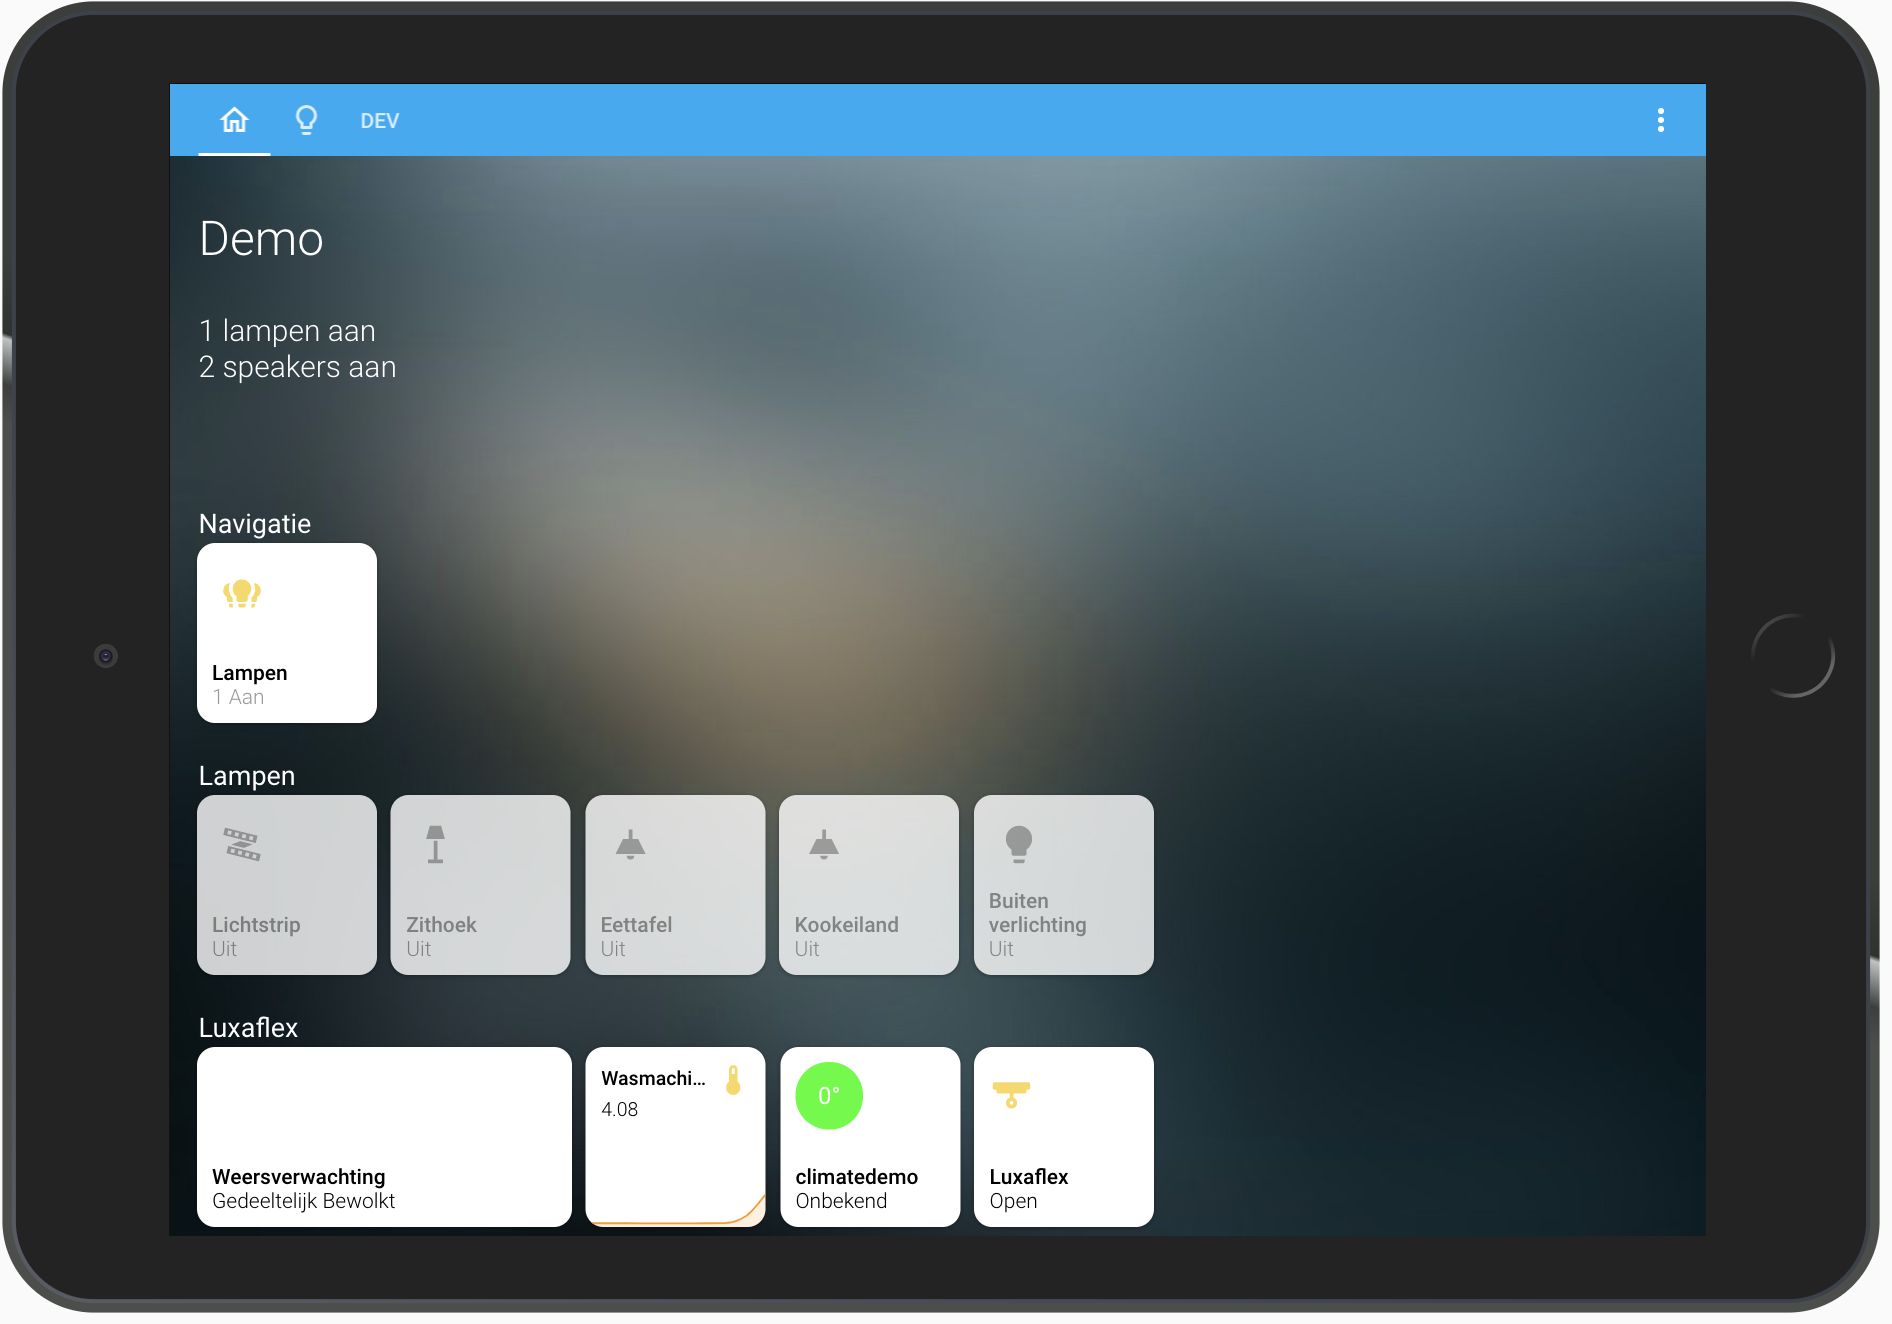 DEV
Demo
1 lampen aan
2 speakers aan
Navigatie
Lampen
1 Aan
Lampen
Lichtstrip
Uit
Zithoek
Uit
Eettafel
Uit
Kookeiland
Uit
Buiten
verlichting
Uit
Luxaflex
Weersverwachting
Gedeeltelijk Bewolkt
Wasmachi...
4.08
0°
climatedemo
Onbekend
Luxaflex
Open